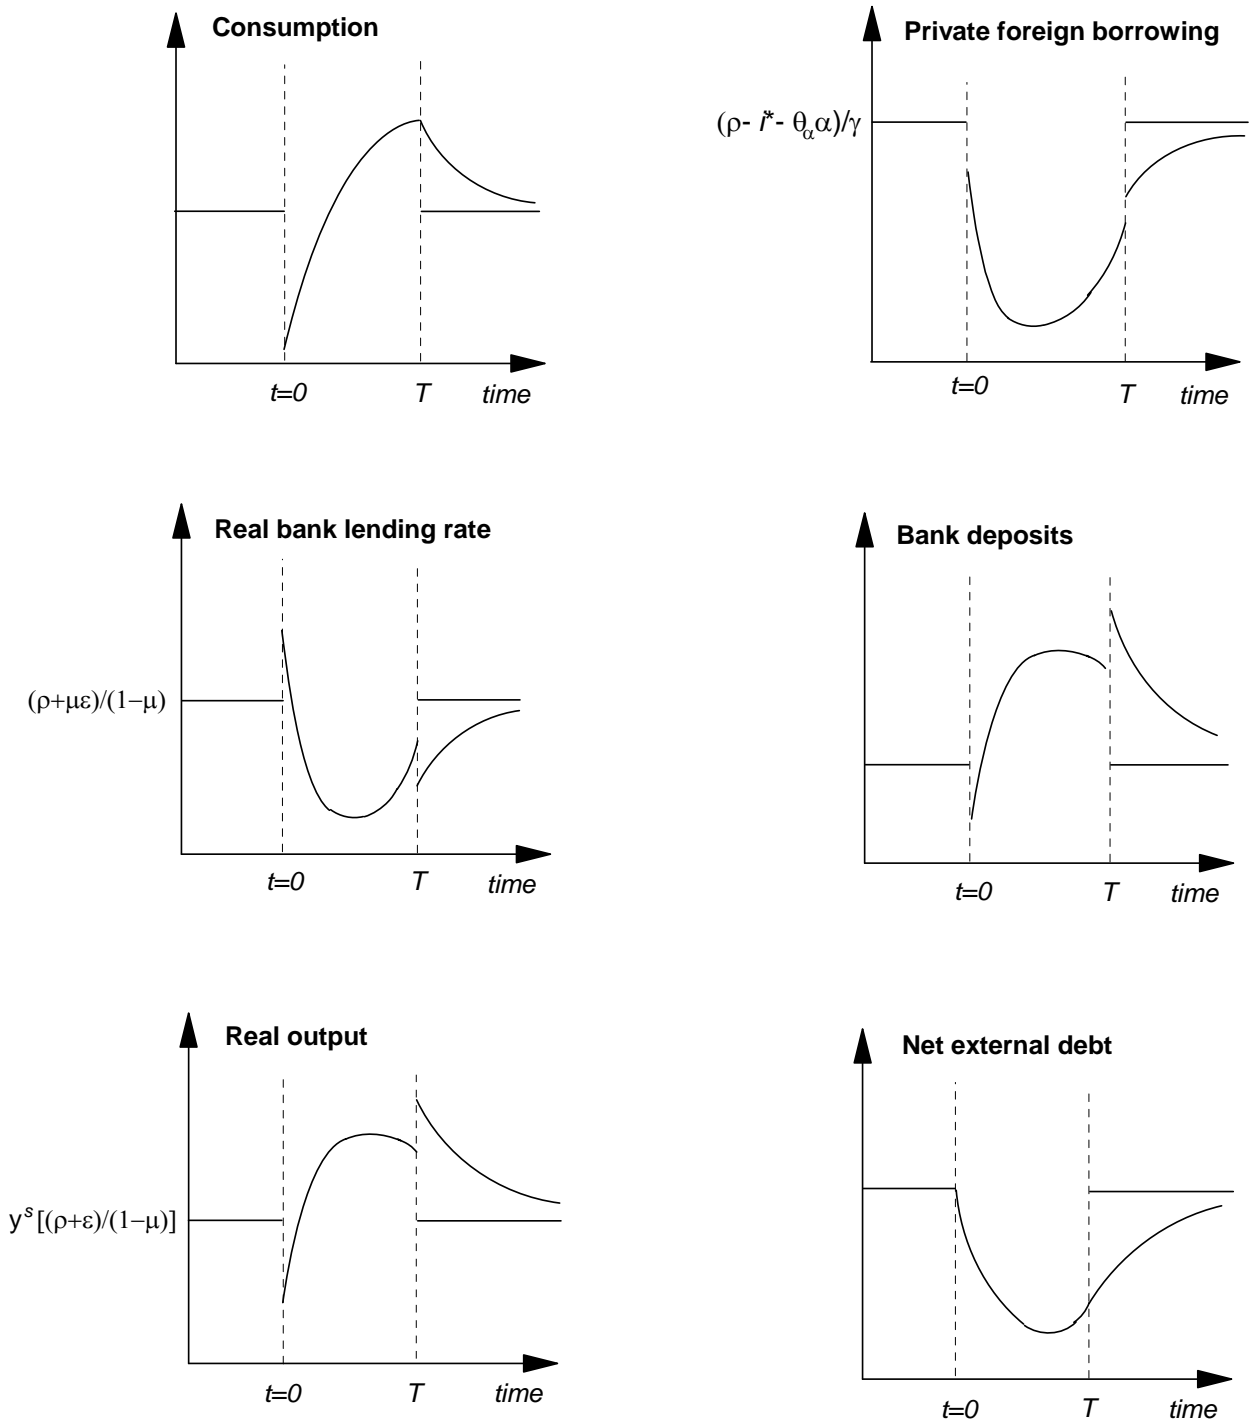 Consumption
t=0 T time
Private foreign borrowing
(ρ- i*- θαα)/γ
t=0 T time
Real bank lending rate
(ρ+με)/(1−μ)
t=0 T time
Bank deposits
t=0 T time
Real output
yˢ[(ρ+ε)/(1−μ)]
t=0 T time
Net external debt
t=0 T time